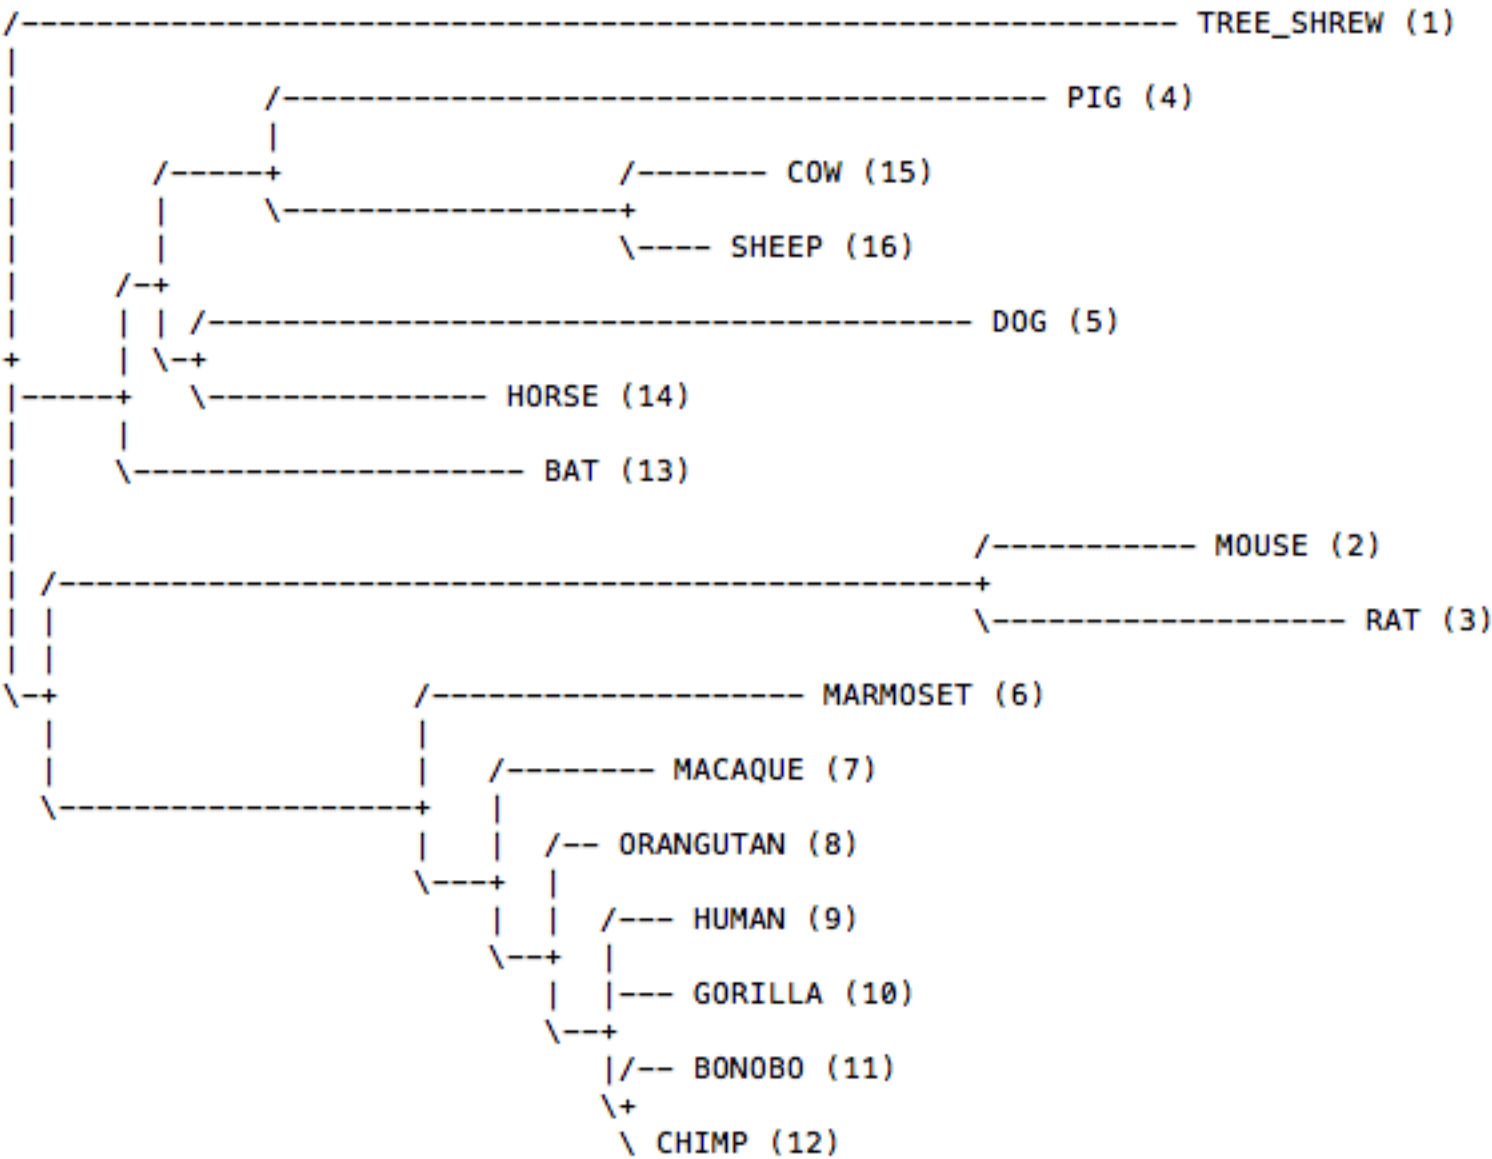 /-------------------------------------------------------------- TREE_SHREW (1)
|
|             /----------------------------------------- PIG (4)
|             |
|       /-----+                  /------- COW (15)
|       |     \------------------+
|       |                        \---- SHEEP (16)
|     /-+
|     | | /----------------------------------------- DOG (5)
+     | \-+
|-----+   \--------------- HORSE (14)
|     |
|     \--------------------- BAT (13)
|
|                                                   /----------- MOUSE (2)
| /-------------------------------------------------+
| |                                                 \------------------- RAT (3)
| |
\-+                   /-------------------- MARMOSET (6)
  |                   |
  |                   |   /-------- MACAQUE (7)
  \-------------------+   |
                      |   |  /-- ORANGUTAN (8)
                      \---+  |
                          |  |  /--- HUMAN (9)
                          \--+  |
                             |  |--- GORILLA (10)
                             \--+
                                |/-- BONOBO (11)
                                \+
                                 \ CHIMP (12)